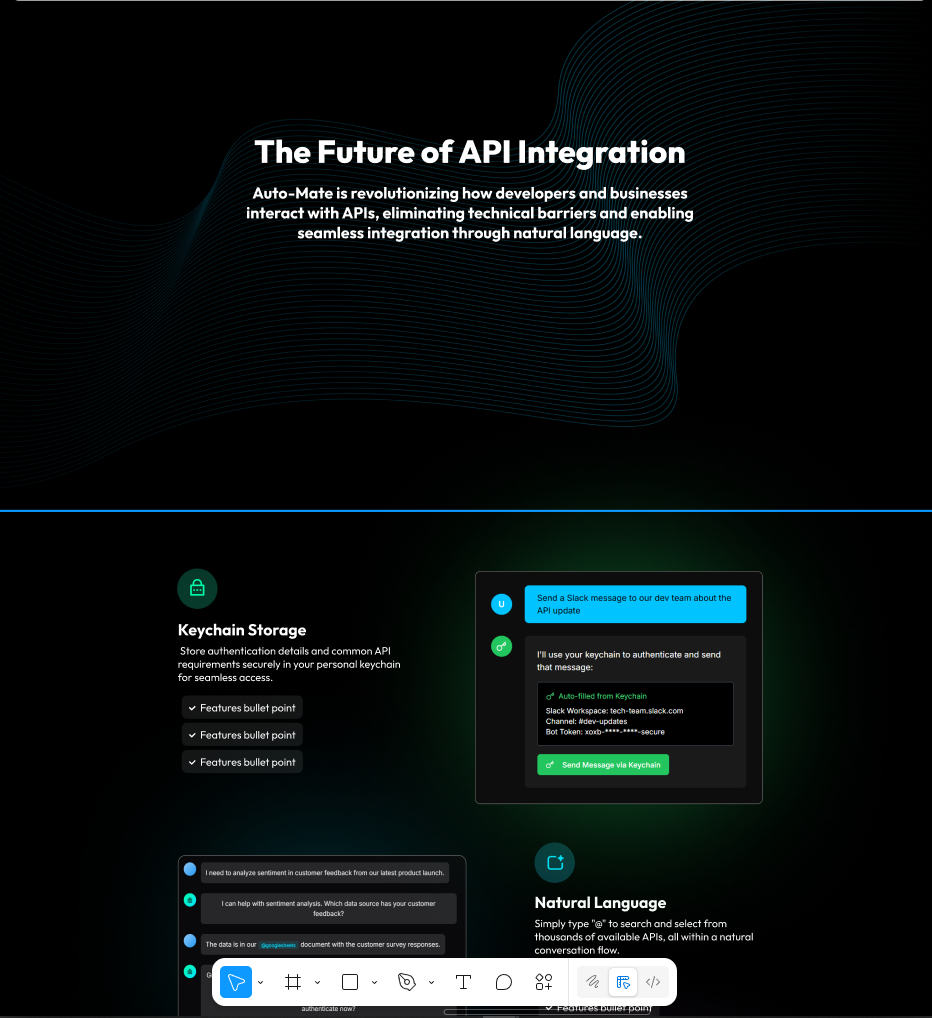 The Future of API Integration
Auto-Mate is revolutionizing how developers and businesses
interact with APIs, eliminating technical barriers and enabling
seamless integration through natural language.
Keychain Storage
Store authentication details and common API
requirements securely in your personal keychain
for seamless access.
✓ Features bullet point
✓ Features bullet point
✓ Features bullet point
U
Send a Slack message to our dev team about the
API update
I'll use your keychain to authenticate and send
that message:
Auto-filled from Keychain
Slack Workspace: tech-team.slack.com
Channel: #dev-updates
Bot Token: xoxb-****-****-secure
Send Message via Keychain
I need to analyze sentiment in customer feedback from our latest product launch.
I can help with sentiment analysis. Which data source has your customer
feedback?
The data is in our @googlesheets document with the customer survey responses.
authenticate now?
Natural Language
Simply type "@" to search and select from
thousands of available APIs, all within a natural
conversation flow.
Features bullet point